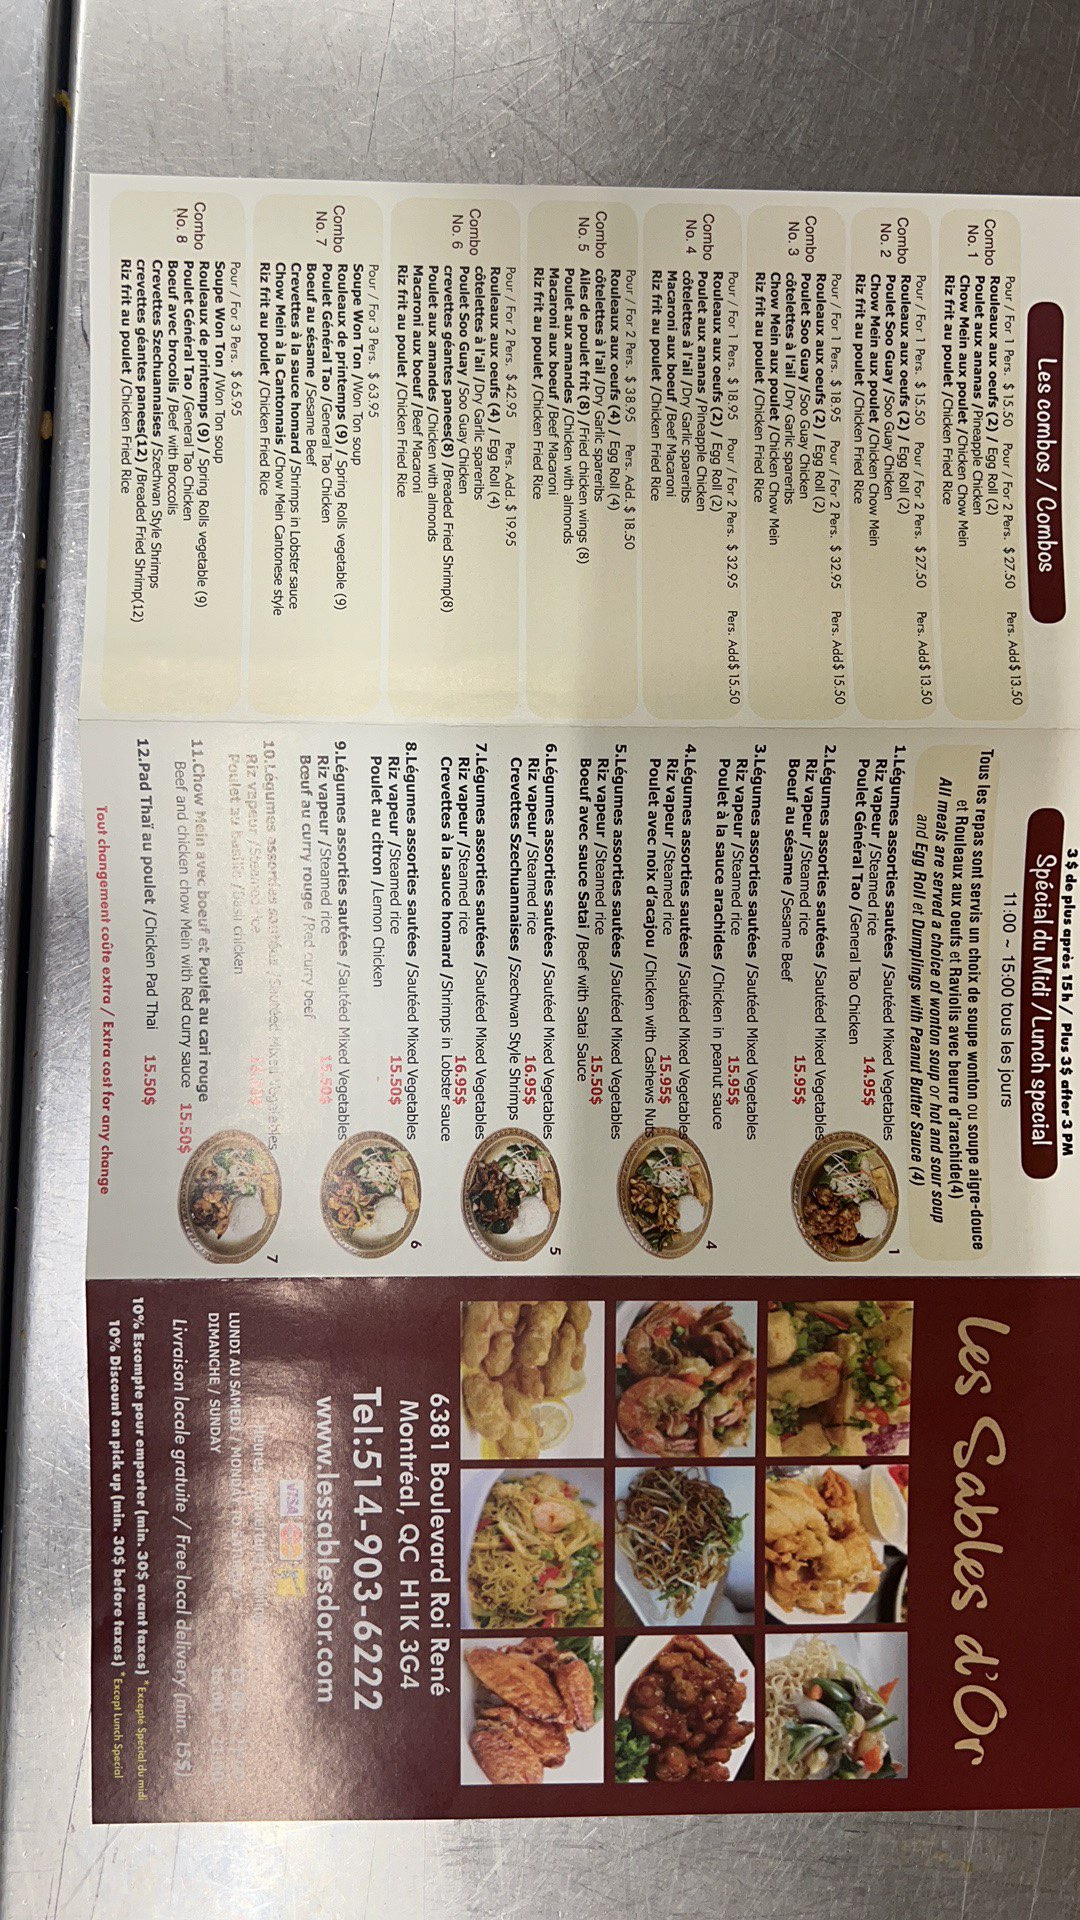 Les combos / Combos
Combo No. 1
Pour / For 1 Pers. $ 15.50 Pour / For 2 Pers. $ 27.50 Pers. Add $ 13.50
Rouleaux aux oeufs (2) / Egg Roll (2)
Poulet aux ananas /Pineapple Chicken
Chow Mein aux poulet /Chicken Chow Mein
Riz frit au poulet /Chicken Fried Rice
Combo No. 2
Pour / For 1 Pers. $ 15.50 Pour / For 2 Pers. $ 27.50 Pers. Add $ 13.50
Rouleaux aux oeufs (2) / Egg Roll (2)
Poulet Soo Guay /Soo Guay Chicken
Chow Mein aux poulet /Chicken Chow Mein
Riz frit au poulet /Chicken Fried Rice
Combo No. 3
Pour / For 1 Pers. $ 18.95 Pour / For 2 Pers. $ 32.95 Pers. Add $ 15.50
Rouleaux aux oeufs (2) / Egg Roll (2)
Poulet Soo Guay /Soo Guay Chicken
côtelettes à l'ail /Dry Garlic spareribs
Chow Mein aux poulet /Chicken Chow Mein
Riz frit au poulet /Chicken Fried Rice
Combo No. 4
Pour / For 1 Pers. $ 18.95 Pour / For 2 Pers. $ 32.95 Pers. Add $ 15.50
Rouleaux aux oeufs (2) / Egg Roll (2)
Poulet aux ananas /Pineapple Chicken
côtelettes à l'ail /Dry Garlic spareribs
Macaroni aux boeuf /Beef Macaroni
Riz frit au poulet /Chicken Fried Rice
Combo No. 5
Pour / For 2 Pers. $ 38.95 Pers. Add. $ 18.50
Rouleaux aux oeufs (4) / Egg Roll (4)
côtelettes à l'ail /Dry Garlic spareribs
Ailes de poulet frit (8) /Fried chicken wings (8)
Poulet aux amandes /Chicken with almonds
Macaroni aux boeuf /Beef Macaroni
Riz frit au poulet /Chicken Fried Rice
Combo No. 6
Pour / For 2 Pers. $ 42.95 Pers. Add. $ 19.95
Rouleaux aux oeufs (4) / Egg Roll (4)
côtelettes à l'ail /Dry Garlic spareribs
Poulet Soo Guay /Soo Guay Chicken
crevettes géantes panees(8) /Breaded Fried Shrimp(8)
Poulet aux amandes /Chicken with almonds
Macaroni aux boeuf /Beef Macaroni
Riz frit au poulet /Chicken Fried Rice
Combo No. 7
Pour / For 3 Pers. $ 63.95
Soupe Won Ton /Won Ton soup
Rouleaux de printemps (9) / Spring Rolls vegetable (9)
Poulet Général Tao /General Tao Chicken
Boeuf au sésame /Sesame Beef
Crevettes à la sauce homard /Shrimps in Lobster sauce
Chow Mein à la Cantonnais /Chow Mein Cantonese style
Riz frit au poulet /Chicken Fried Rice
Combo No. 8
Pour / For 3 Pers. $ 65.95
Soupe Won Ton /Won Ton soup
Rouleaux de printemps (9) / Spring Rolls vegetable (9)
Poulet Général Tao /General Tao Chicken
Boeuf avec brocolis /Beef with Broccolis
Crevettes Szechuannaises /Szechwan Style Shrimps
crevettes géantes panees(12) /Breaded Fried Shrimp(12)
Riz frit au poulet /Chicken Fried Rice
3 $ de plus après 15 h / Plus 3$ after 3 PM
Spécial du Midi /Lunch special
11:00 ~ 15:00 tous les jours
Tous les repas sont servis un choix de soupe wonton ou soupe aigre-douce
et Rouleaux aux oeufs et Raviolis avec beurre d'arachide(4)
All meals are served a choice of wonton soup or hot and sour soup
and Egg Roll et Dumplings with Peanut Butter Sauce (4)
1.Légumes assorties sautées /Sautéed Mixed Vegetables
Riz vapeur /Steamed rice 14.95$
Poulet Général Tao /General Tao Chicken
1
2.Légumes assorties sautées /Sautéed Mixed Vegetables
Riz vapeur /Steamed rice 15.95$
Boeuf au sésame /Sesame Beef
3.Légumes assorties sautées /Sautéed Mixed Vegetables
Riz vapeur /Steamed rice 15.95$
Poulet à la sauce arachides /Chicken in peanut sauce
4
4.Légumes assorties sautées /Sautéed Mixed Vegetables
Riz vapeur /Steamed rice 15.95$
Poulet avec noix d'acajou /Chicken with Cashews Nuts
5.Légumes assorties sautées /Sautéed Mixed Vegetables
Riz vapeur /Steamed rice 15.50$
Boeuf avec sauce Satai /Beef with Satai Sauce
5
6.Légumes assorties sautées /Sautéed Mixed Vegetables
Riz vapeur /Steamed rice 16.95$
Crevettes Szechuannaises /Szechwan Style Shrimps
7.Légumes assorties sautées /Sautéed Mixed Vegetables
Riz vapeur /Steamed rice 16.95$
Crevettes à la sauce homard /Shrimps in Lobster sauce
6
8.Légumes assorties sautées /Sautéed Mixed Vegetables
Riz vapeur /Steamed rice 15.50$
Poulet au citron /Lemon Chicken
9.Légumes assorties sautées /Sautéed Mixed Vegetables
Riz vapeur /Steamed rice 15.50$
Bœuf au curry rouge /Red curry beef
7
10.Légumes assorties sautées /Sautéed Mixed Vegetables
Riz vapeur /Steamed rice
Poulet au basilic /Basil chicken
11.Chow Mein avec boeuf et Poulet au cari rouge
Beef and chicken chow Mein with Red curry sauce 15.50$
12.Pad Thaï au poulet /Chicken Pad Thai 15.50$
Tout changement coûte extra / Extra cost for any change
Les Sables d'Or
6381 Boulevard Roi René
Montréal, QC H1K 3G4
Tel:514-903-6222
www.lessablesdor.com
VISA
Heures
LUNDI AU SAMEDI / MONDAY TO SATURDAY
DIMANCHE / SUNDAY
Livraison locale gratuite / Free local delivery (min. 15$)
10% Escompte pour emporter (min. 30$ avant taxes) *Excepté Spécial du midi
10% Discount on pick up (min. 30$ before taxes) *Except Lunch Special